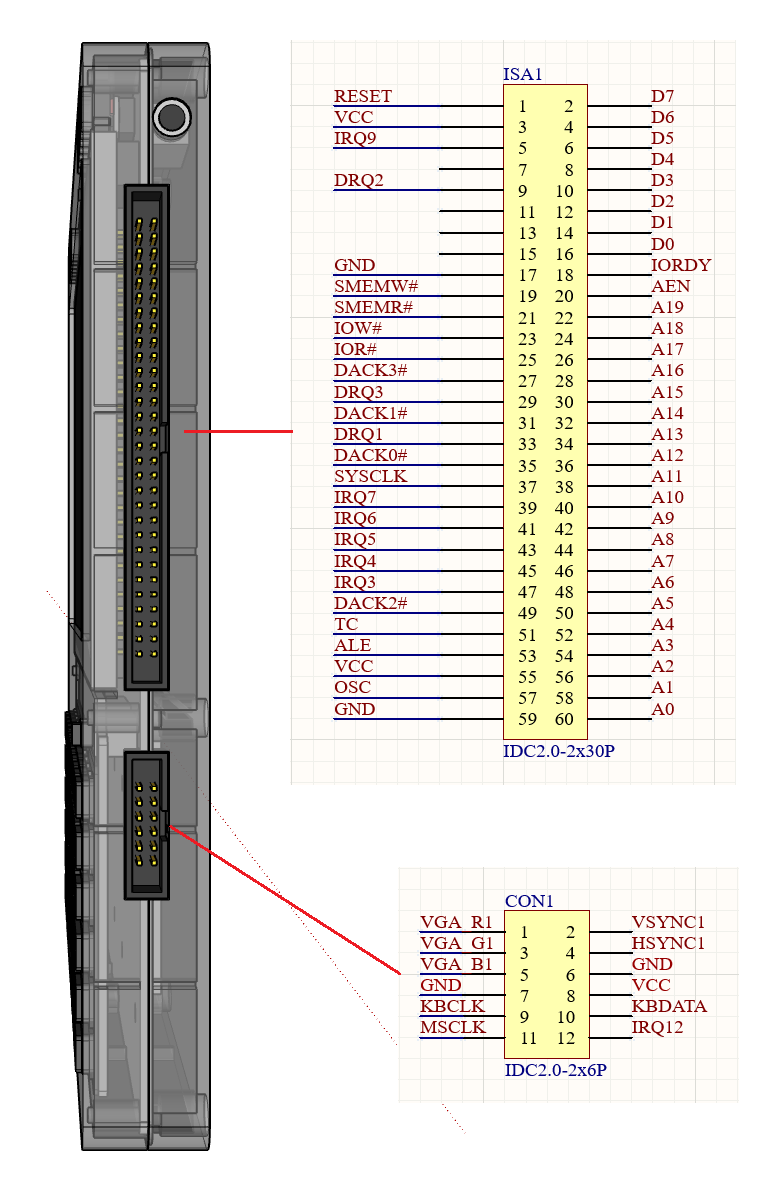 ISA1
RESET 1 2 D7
VCC 3 4 D6
IRQ9 5 6 D5
7 8 D4
DRQ2 9 10 D3
11 12 D2
13 14 D1
15 16 D0
GND 17 18 IORDY
SMEMW# 19 20 AEN
SMEMR# 21 22 A19
IOW# 23 24 A18
IOR# 25 26 A17
DACK3# 27 28 A16
DRQ3 29 30 A15
DACK1# 31 32 A14
DRQ1 33 34 A13
DACK0# 35 36 A12
SYSCLK 37 38 A11
IRQ7 39 40 A10
IRQ6 41 42 A9
IRQ5 43 44 A8
IRQ4 45 46 A7
IRQ3 47 48 A6
DACK2# 49 50 A5
TC 51 52 A4
ALE 53 54 A3
VCC 55 56 A2
OSC 57 58 A1
GND 59 60 A0
IDC2.0-2x30P
CON1
VGA_R1 1 2 VSYNC1
VGA_G1 3 4 HSYNC1
VGA_B1 5 6 GND
GND 7 8 VCC
KBCLK 9 10 KBDATA
MSCLK 11 12 IRQ12
IDC2.0-2x6P